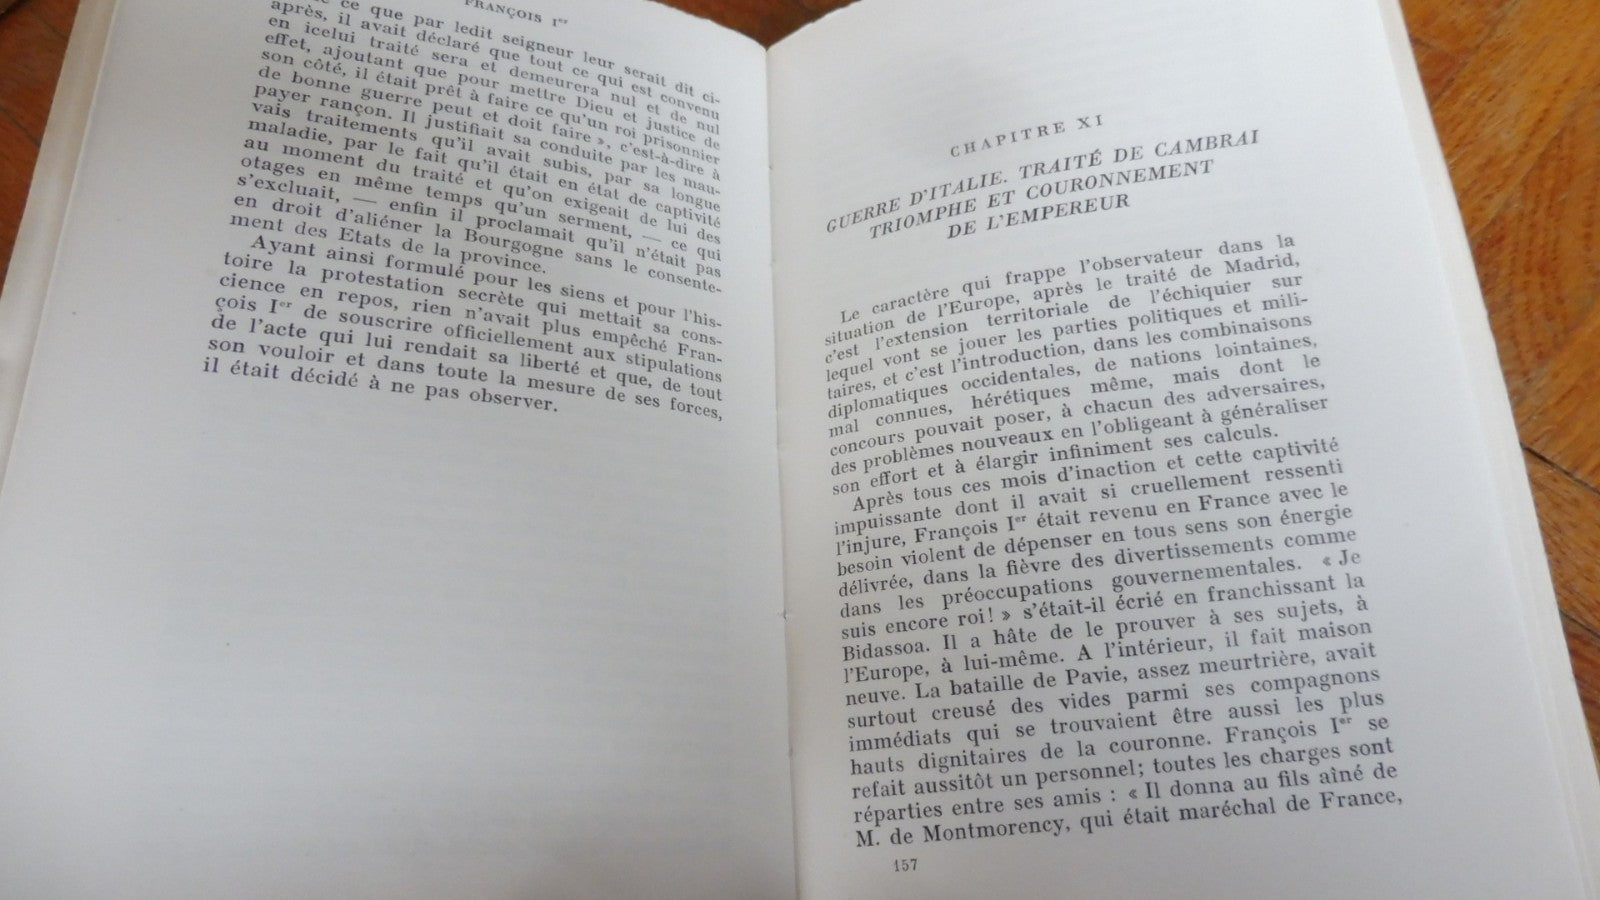 FRANÇOIS Ier
ce que par ledit seigneur leur serait dit ci-
après, il avait déclaré que tout ce qui est convenu
en icelui traité sera et demeurera nul et de nul
effet, ajoutant que pour mettre Dieu et justice de
son côté, il était prêt à faire ce qu'un roi prisonnier
de bonne guerre peut et doit faire », c'est-à-dire à
payer rançon. Il justifiait sa conduite par les mau-
vais traitements qu'il avait subis, par sa longue
maladie, par le fait qu'il était en état de captivité
au moment du traité et qu'on exigeait de lui des
otages en même temps qu'un serment, — ce qui
s'excluait, — enfin il proclamait qu'il n'était pas
en droit d'aliéner la Bourgogne sans le consente-
ment des Etats de la province.
Ayant ainsi formulé pour les siens et pour l'his-
toire la protestation secrète qui mettait sa cons-
cience en repos, rien n'avait plus empêché Fran-
çois Ier de souscrire officiellement aux stipulations
de l'acte qui lui rendait sa liberté et que, de tout
son vouloir et dans toute la mesure de ses forces,
il était décidé à ne pas observer.
CHAPITRE XI
GUERRE D'ITALIE. TRAITÉ DE CAMBRAI
TRIOMPHE ET COURONNEMENT
DE L'EMPEREUR
Le caractère qui frappe l'observateur dans la
situation de l'Europe, après le traité de Madrid,
c'est l'extension territoriale de l'échiquier sur
lequel vont se jouer les parties politiques et mili-
taires, et c'est l'introduction, dans les combinaisons
diplomatiques occidentales, de nations lointaines,
mal connues, hérétiques même, mais dont le
concours pouvait poser, à chacun des adversaires,
des problèmes nouveaux en l'obligeant à généraliser
son effort et à élargir infiniment ses calculs.
Après tous ces mois d'inaction et cette captivité
impuissante dont il avait si cruellement ressenti
l'injure, François Ier était revenu en France avec le
besoin violent de dépenser en tous sens son énergie
délivrée, dans la fièvre des divertissements comme
dans les préoccupations gouvernementales. « Je
suis encore roi! » s'était-il écrié en franchissant la
Bidassoa. Il a hâte de le prouver à ses sujets, à
l'Europe, à lui-même. A l'intérieur, il fait maison
neuve. La bataille de Pavie, assez meurtrière, avait
surtout creusé des vides parmi ses compagnons
immédiats qui se trouvaient être aussi les plus
hauts dignitaires de la couronne. François Ier se
refait aussitôt un personnel; toutes les charges sont
réparties entre ses amis : « Il donna au fils aîné de
M. de Montmorency, qui était maréchal de France,
157